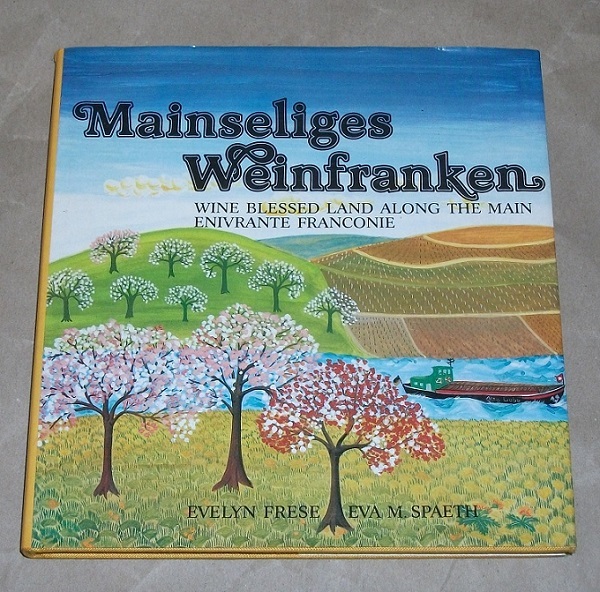 Mainseliges
Weinfranken
WINE BLESSED LAND ALONG THE MAIN
ENIVRANTE FRANCONIE
EVELYN FRESE EVA M. SPAETH